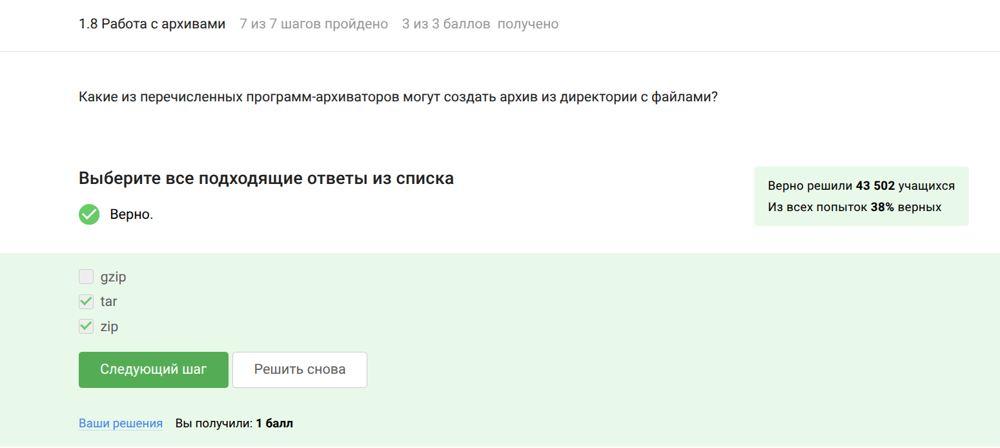 1.8 Работа с архивами 7 из 7 шагов пройдено 3 из 3 баллов получено
Какие из перечисленных программ-архиваторов могут создать архив из директории с файлами?
Выберите все подходящие ответы из списка
Верно.
Верно решили 43 502 учащихся
Из всех попыток 38% верных
gzip
tar
zip
Следующий шаг Решить снова
Ваши решения Вы получили: 1 балл